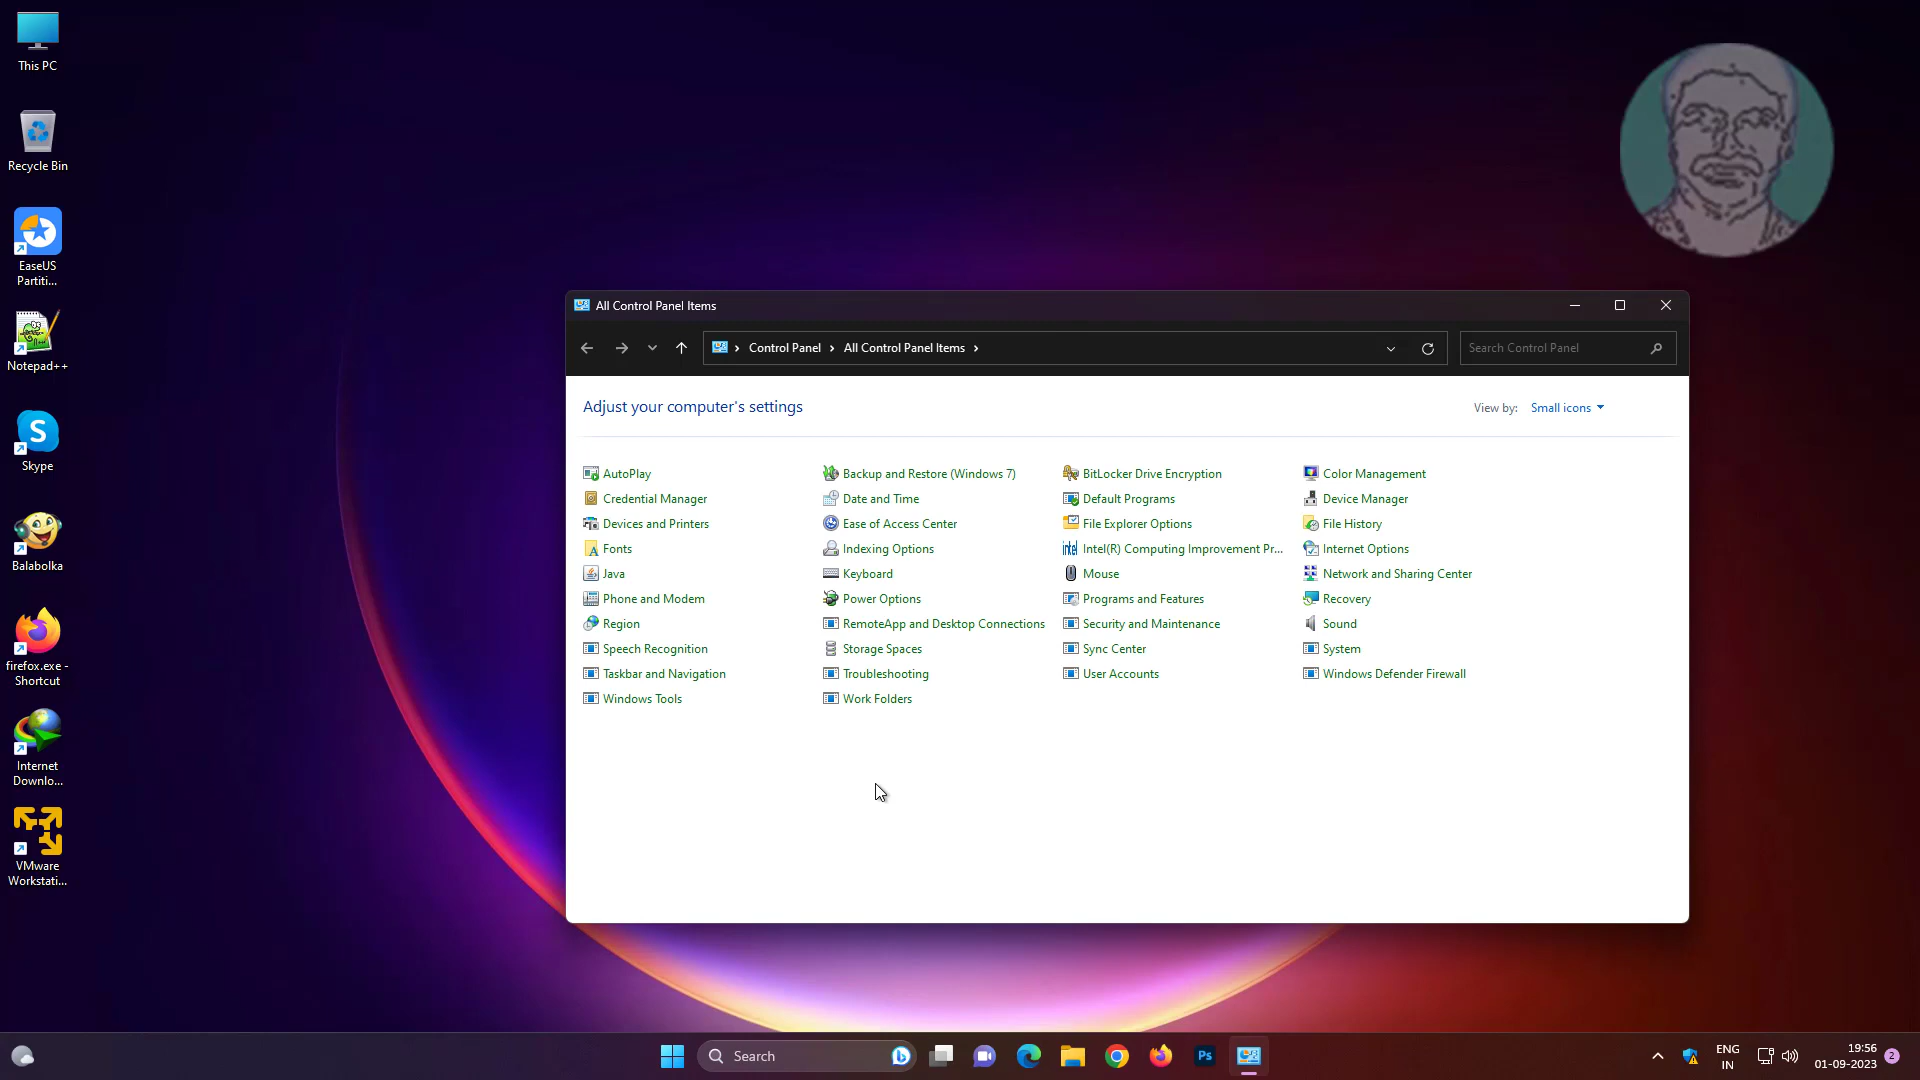 This PC
Recycle Bin
EaseUS
Partiti...
Notepad++
Skype
Balabolka
firefox.exe -
Shortcut
Internet
Downlo...
VMware
Workstati...
All Control Panel Items
Control Panel
All Control Panel Items
Search Control Panel
Adjust your computer's settings
View by: Small icons
AutoPlay
Backup and Restore (Windows 7)
BitLocker Drive Encryption
Color Management
Credential Manager
Date and Time
Default Programs
Device Manager
Devices and Printers
Ease of Access Center
File Explorer Options
File History
Fonts
Indexing Options
intel Intel(R) Computing Improvement Pr...
Internet Options
Java
Keyboard
Mouse
Network and Sharing Center
Phone and Modem
Power Options
Programs and Features
Recovery
Region
RemoteApp and Desktop Connections
Security and Maintenance
Sound
Speech Recognition
Storage Spaces
Sync Center
System
Taskbar and Navigation
Troubleshooting
User Accounts
Windows Defender Firewall
Windows Tools
Work Folders
Search
Ps
ENG
IN
19:56
01-09-2023
2